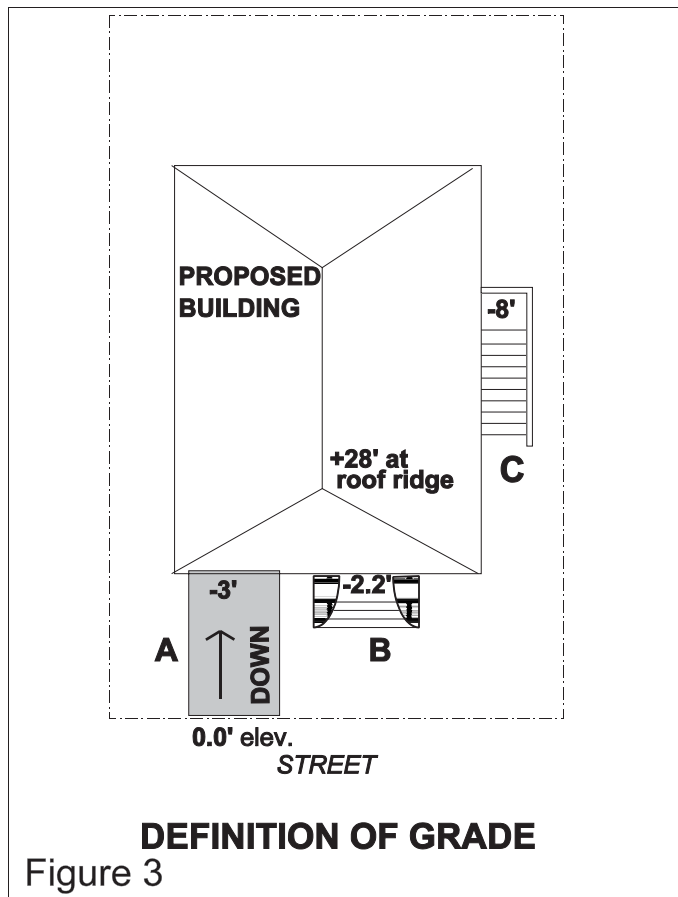 PROPOSED
BUILDING
-8'
+28' at
roof ridge
C
-3'
-2.2'
A
DOWN
B
0.0' elev.
STREET
DEFINITION OF GRADE
Figure 3